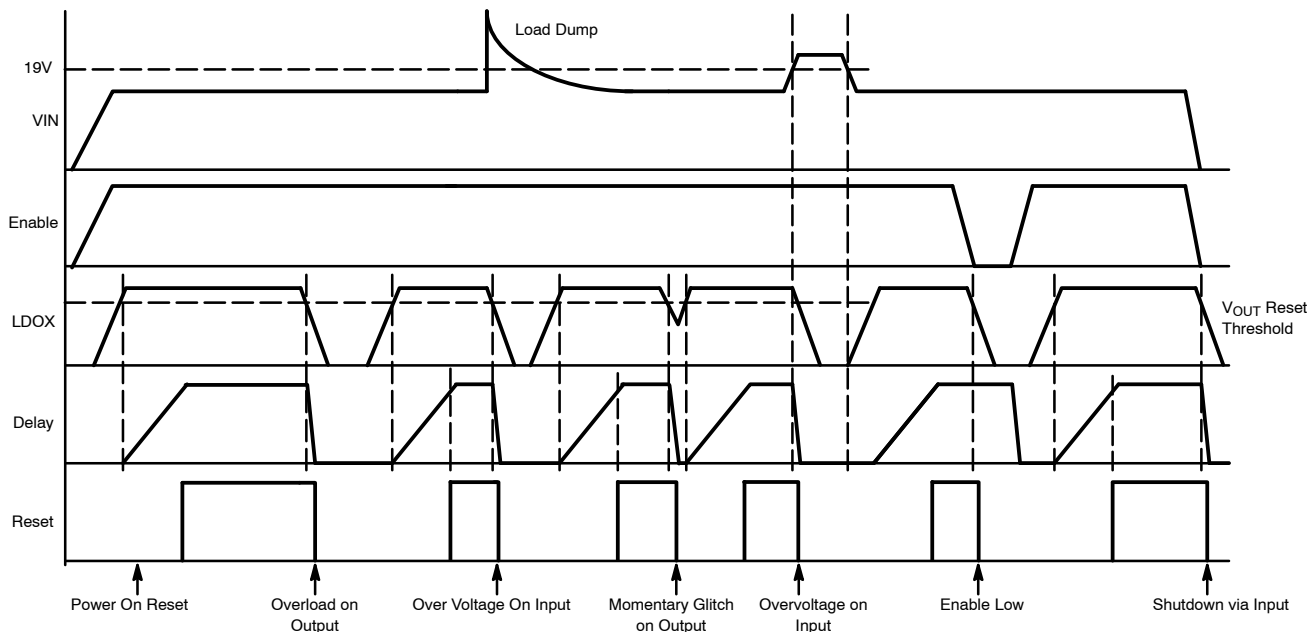 Load Dump
19V
VIN
Enable
LDOX
VOUT Reset
Threshold
Delay
Reset
Power On Reset
Overload on
Output
Over Voltage On Input
Momentary Glitch
on Output
Overvoltage on
Input
Enable Low
Shutdown via Input